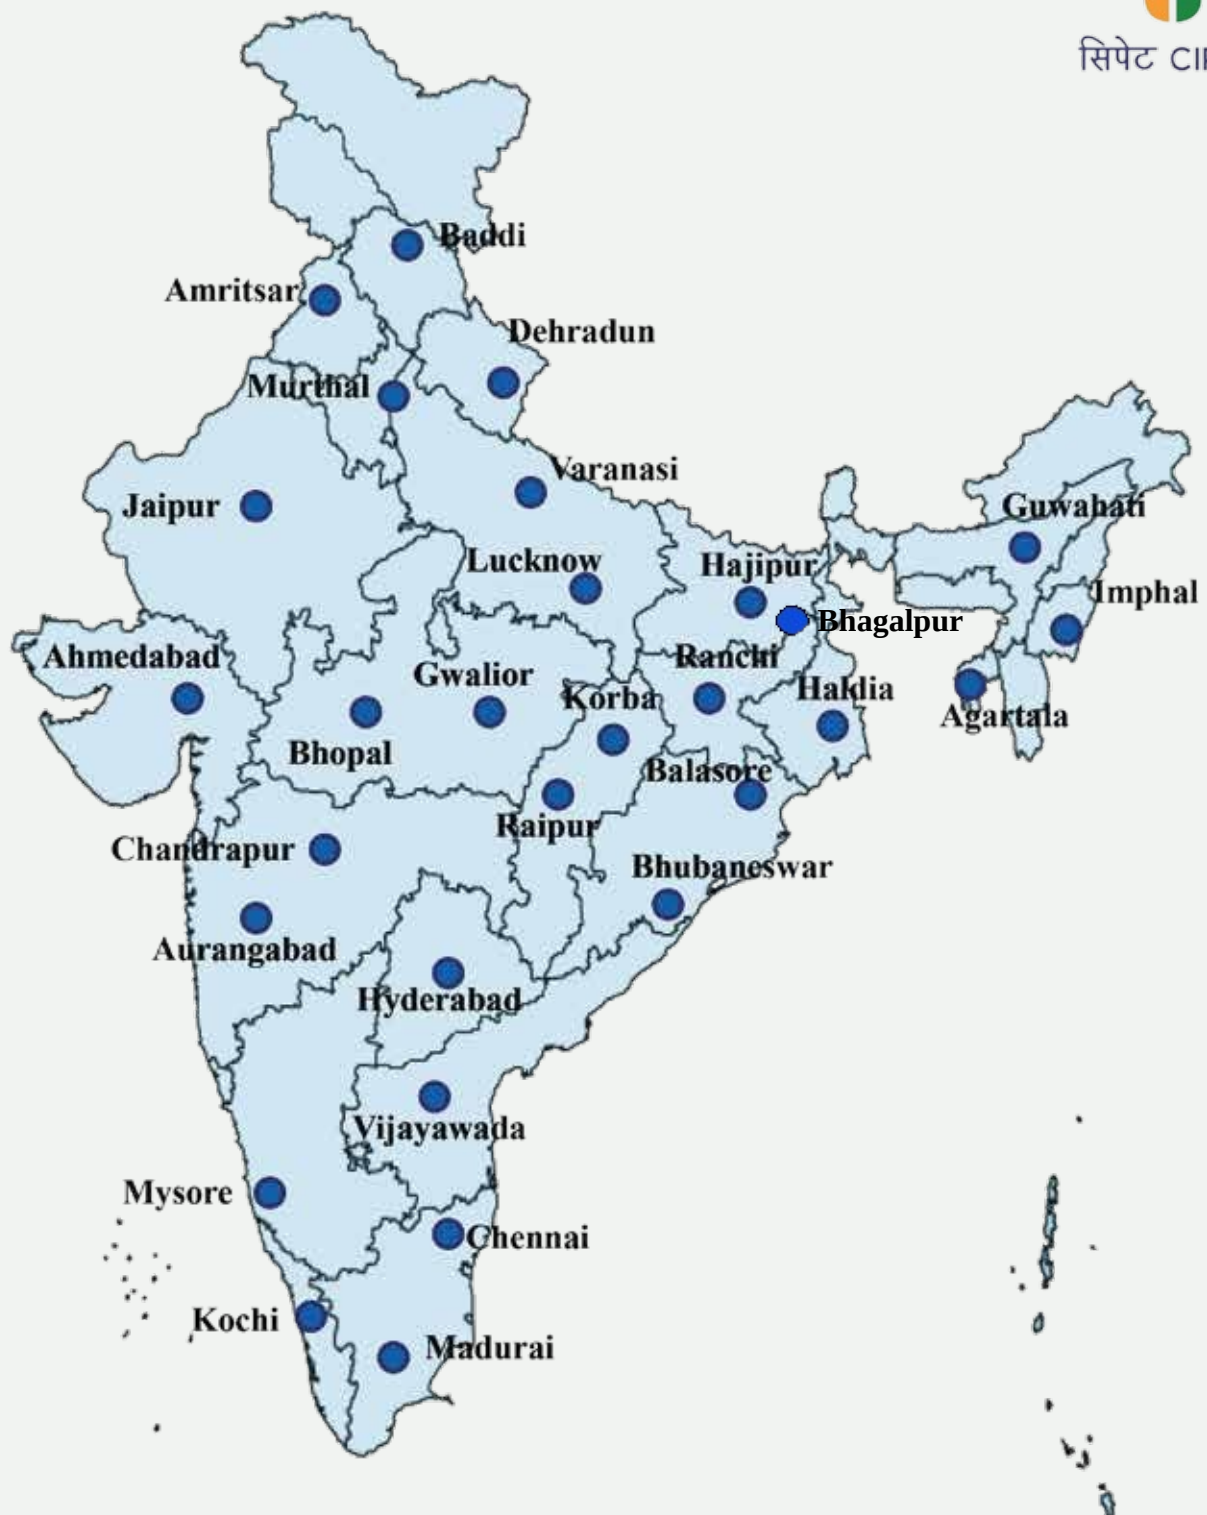 सिपेट CIP
Baddi
Amritsar
Dehradun
Murthal
Varanasi
Jaipur
Guwahati
Lucknow
Hajipur
Imphal
Bhagalpur
Ahmedabad
Ranchi
Gwalior
Korba
Haldia
Agartala
Bhopal
Balasore
Raipur
Chandrapur
Bhubaneswar
Aurangabad
Hyderabad
Vijayawada
Mysore
Chennai
Kochi
Madurai